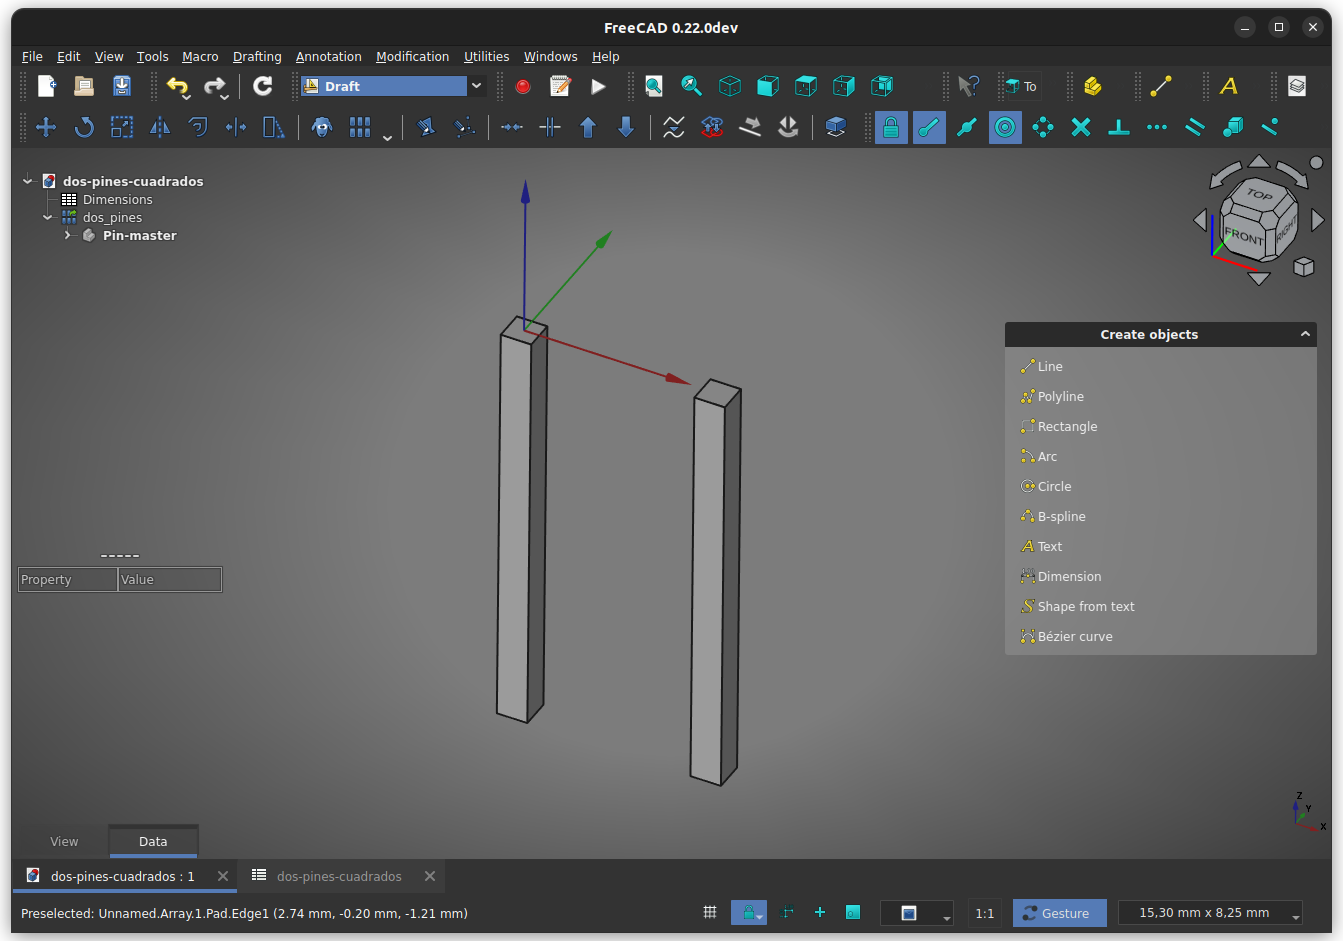 FreeCAD 0.22.0dev
File Edit View Tools Macro Drafting Annotation Modification Utilities Windows Help
Draft
To
A
dos-pines-cuadrados
Dimensions
dos_pines
Pin-master
TOP
FRONT
RIGHT
Create objects
Line
Polyline
Rectangle
Arc
Circle
B-spline
Text
Dimension
Shape from text
Bézier curve
Property Value
Z
Y
X
View Data
dos-pines-cuadrados : 1 dos-pines-cuadrados
Preselected: Unnamed.Array.1.Pad.Edge1 (2.74 mm, -0.20 mm, -1.21 mm) 1:1 Gesture 15,30 mm x 8,25 mm